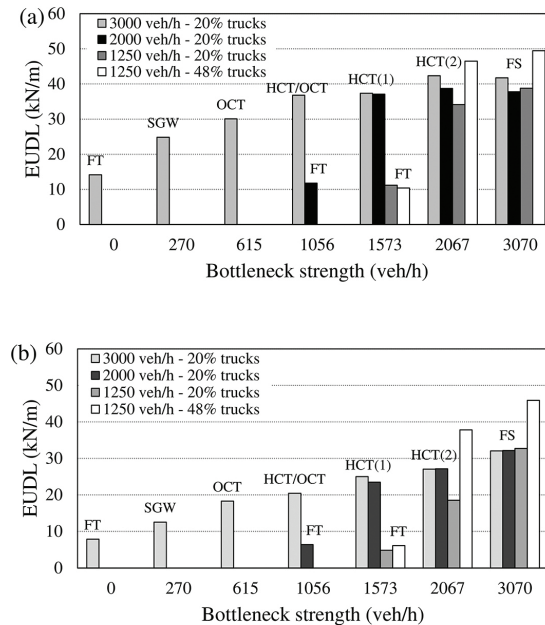 (a)
3000 veh/h - 20% trucks
2000 veh/h - 20% trucks
1250 veh/h - 20% trucks
1250 veh/h - 48% trucks
EUDL (kN/m)
60
50
40
30
20
10
0
FT
SGW
OCT
HCT/OCT
FT
HCT(1)
FT
HCT(2)
FS
0 270 615 1056 1573 2067 3070
Bottleneck strength (veh/h)
(b)
3000 veh/h - 20% trucks
2000 veh/h - 20% trucks
1250 veh/h - 20% trucks
1250 veh/h - 48% trucks
EUDL (kN/m)
60
50
40
30
20
10
0
FT
SGW
OCT
HCT/OCT
FT
HCT(1)
FT
HCT(2)
FS
0 270 615 1056 1573 2067 3070
Bottleneck strength (veh/h)